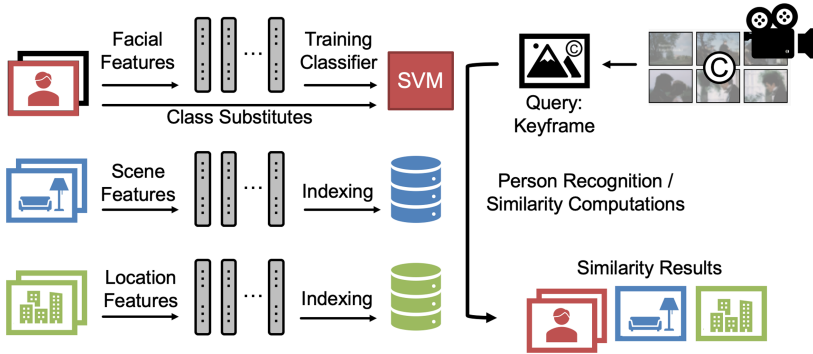 Facial
Features
...
Training
Classifier
SVM
Class Substitutes
©
Query:
Keyframe
©
Scene
Features
...
Indexing
Person Recognition /
Similarity Computations
Location
Features
...
Indexing
Similarity Results